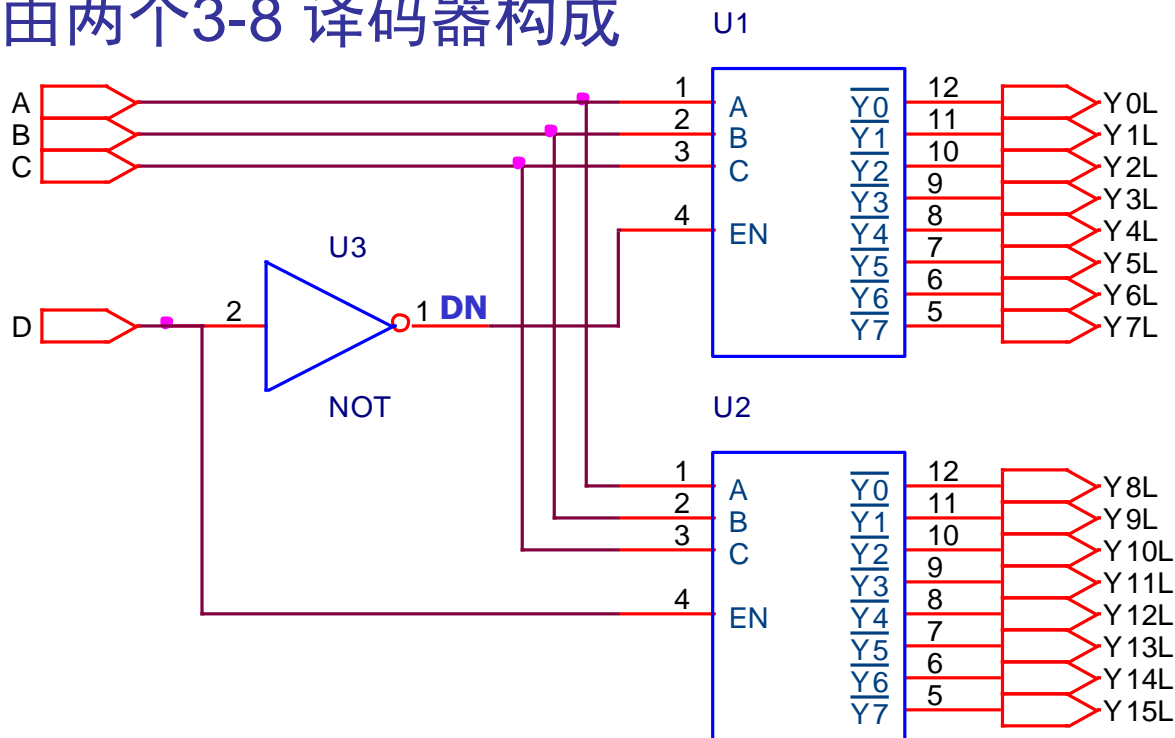 由两个3-8 译码器构成
U1
A
B
C
1
2
3
4
A
B
C
EN
Y0
Y1
Y2
Y3
Y4
Y5
Y6
Y7
12
11
10
9
8
7
6
5
Y0L
Y1L
Y2L
Y3L
Y4L
Y5L
Y6L
Y7L
U3
D
2
1
DN
NOT
U2
1
2
3
4
A
B
C
EN
Y0
Y1
Y2
Y3
Y4
Y5
Y6
Y7
12
11
10
9
8
7
6
5
Y8L
Y9L
Y10L
Y11L
Y12L
Y13L
Y14L
Y15L